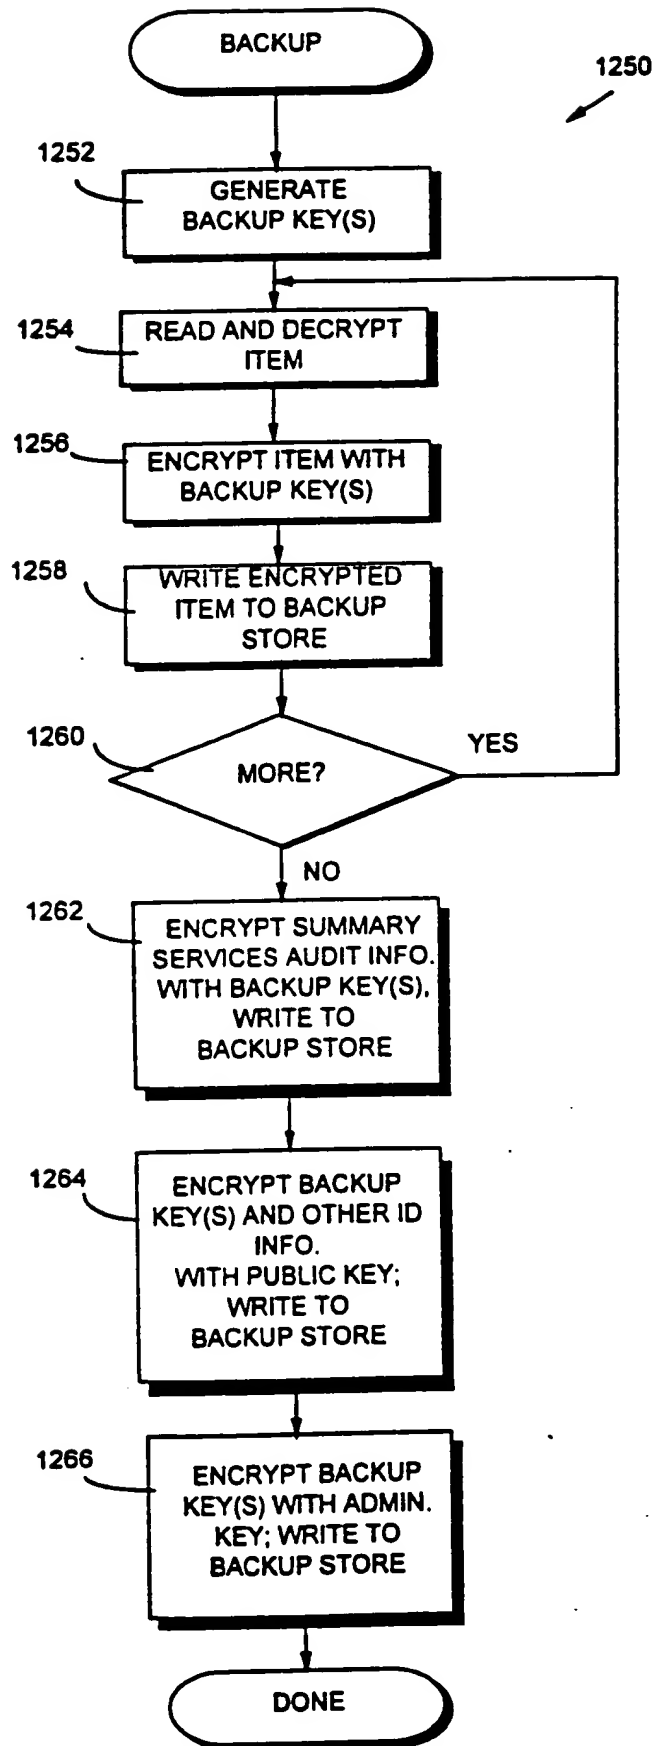 BACKUP
1250
1252
GENERATE
BACKUP KEY(S)
1254
READ AND DECRYPT
ITEM
1256
ENCRYPT ITEM WITH
BACKUP KEY(S)
1258
WRITE ENCRYPTED
ITEM TO BACKUP
STORE
1260
MORE?
YES
NO
1262
ENCRYPT SUMMARY
SERVICES AUDIT INFO.
WITH BACKUP KEY(S),
WRITE TO
BACKUP STORE
1264
ENCRYPT BACKUP
KEY(S) AND OTHER ID
INFO.
WITH PUBLIC KEY;
WRITE TO
BACKUP STORE
1266
ENCRYPT BACKUP
KEY(S) WITH ADMIN.
KEY; WRITE TO
BACKUP STORE
DONE